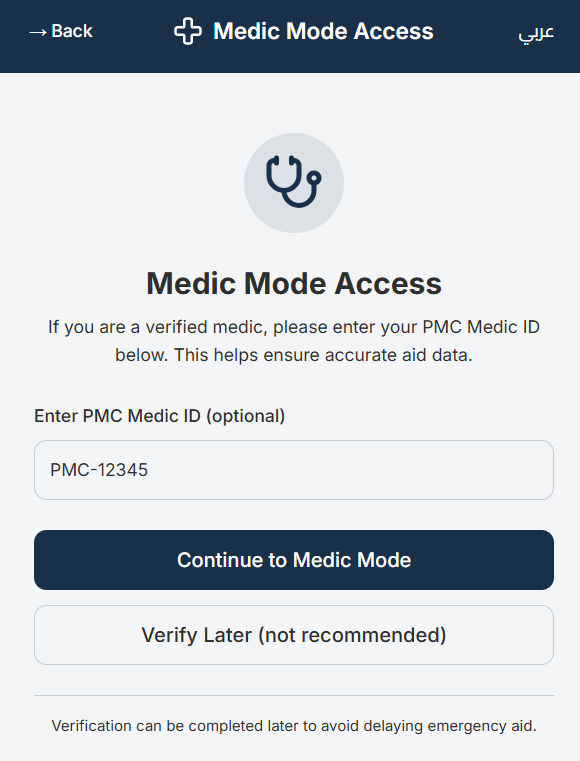 → Back
Medic Mode Access
عربي
Medic Mode Access
If you are a verified medic, please enter your PMC Medic ID
below. This helps ensure accurate aid data.
Enter PMC Medic ID (optional)
PMC-12345
Continue to Medic Mode
Verify Later (not recommended)
Verification can be completed later to avoid delaying emergency aid.